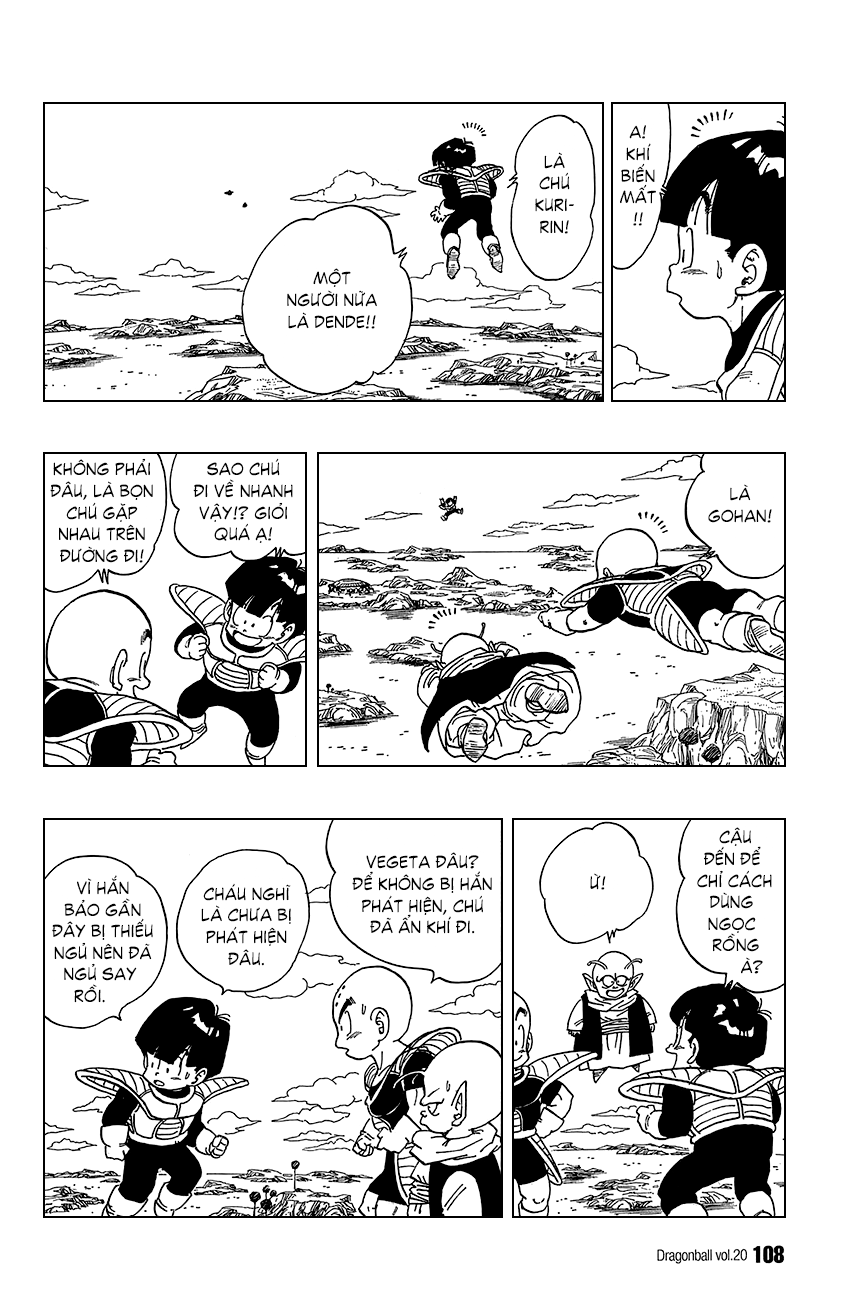 A!
KHÍ
BIẾN
MẤT
!!
LÀ
CHÚ
KURI-
RIN!
MỘT
NGƯỜI NỮA
LÀ DENDE!!
LÀ
GOHAN!
SAO CHÚ
ĐI VỀ NHANH
VẬY!? GIỎI
QUÁ Ạ!
KHÔNG PHẢI
ĐÂU, LÀ BỌN
CHÚ GẶP
NHAU TRÊN
ĐƯỜNG ĐI!
CẬU
ĐẾN ĐỂ
CHỈ CÁCH
DÙNG
NGỌC
RỒNG
À?
Ừ!
VEGETA ĐÂU?
ĐỂ KHÔNG BỊ HẮN
PHÁT HIỆN, CHÚ
ĐÃ ẨN KHÍ ĐI.
CHÁU NGHĨ
LÀ CHƯA BỊ
PHÁT HIỆN
ĐÂU.
VÌ HẮN
BẢO GẦN
ĐÂY BỊ THIẾU
NGỦ NÊN ĐÃ
NGỦ SAY
RỒI.
Dragonball vol.20 108